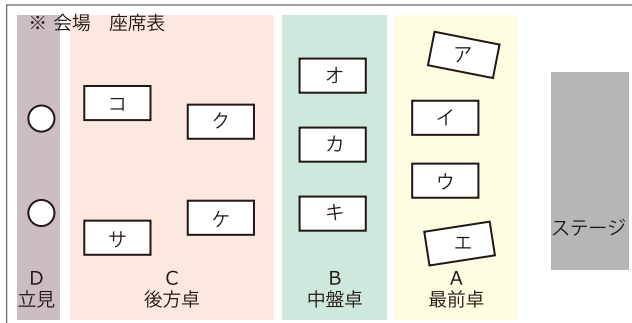 ※ 会場　座席表
ア
オ
コ
イ
ク
カ
ウ
キ
ケ
サ
エ
ステージ
D
立見
C
後方卓
B
中盤卓
A
最前卓